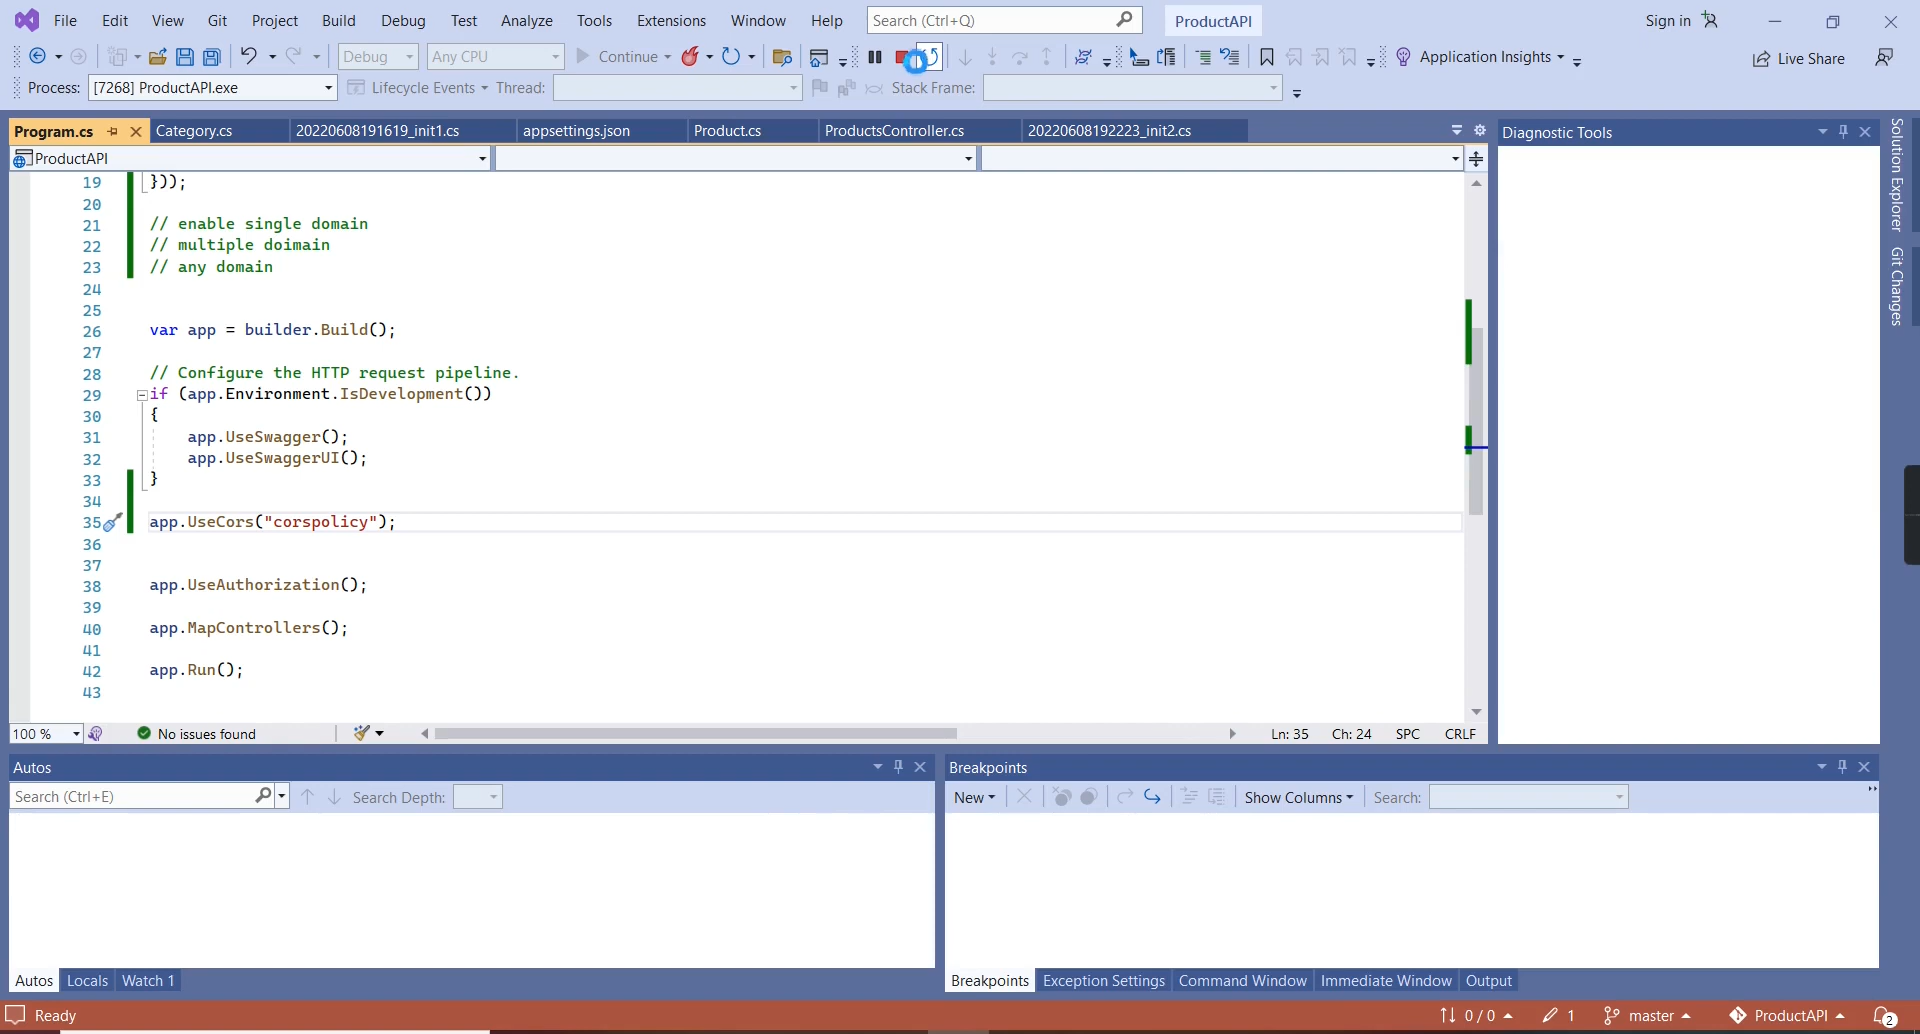 File Edit View Git Project Build Debug Test Analyze Tools Extensions Window Help Search (Ctrl+Q) ProductAPI Sign in
Debug Any CPU Continue Application Insights Live Share
Process: [7268] ProductAPI.exe Lifecycle Events Thread: Stack Frame:
Program.cs Category.cs 20220608191619_init1.cs appsettings.json Product.cs ProductsController.cs 20220608192223_init2.cs Diagnostic Tools
ProductAPI
Solution Explorer
Git Changes
19 }));
20
21 // enable single domain
22 // multiple doimain
23 // any domain
24
25
26 var app = builder.Build();
27
28 // Configure the HTTP request pipeline.
29 if (app.Environment.IsDevelopment())
30 {
31 app.UseSwagger();
32 app.UseSwaggerUI();
33 }
34
35 app.UseCors("corspolicy");
36
37
38 app.UseAuthorization();
39
40 app.MapControllers();
41
42 app.Run();
43
100 % No issues found Ln: 35 Ch: 24 SPC CRLF
Autos Breakpoints
Search (Ctrl+E) Search Depth: New Show Columns Search:
Autos Locals Watch 1 Breakpoints Exception Settings Command Window Immediate Window Output
Ready 0 / 0 1 master ProductAPI 2